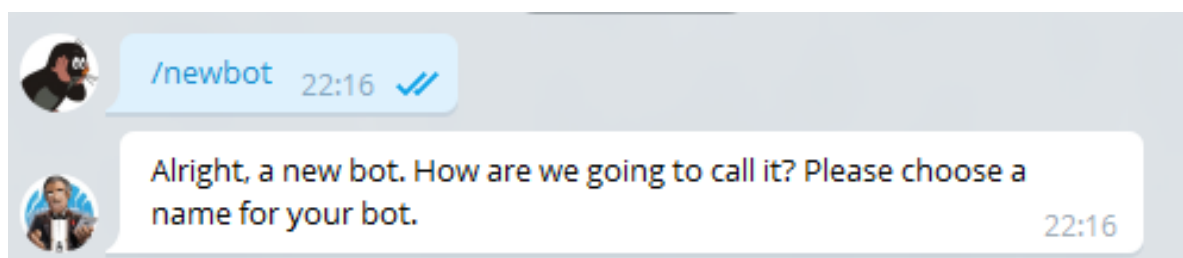 /newbot 22:16
Alright, a new bot. How are we going to call it? Please choose a
name for your bot.
22:16